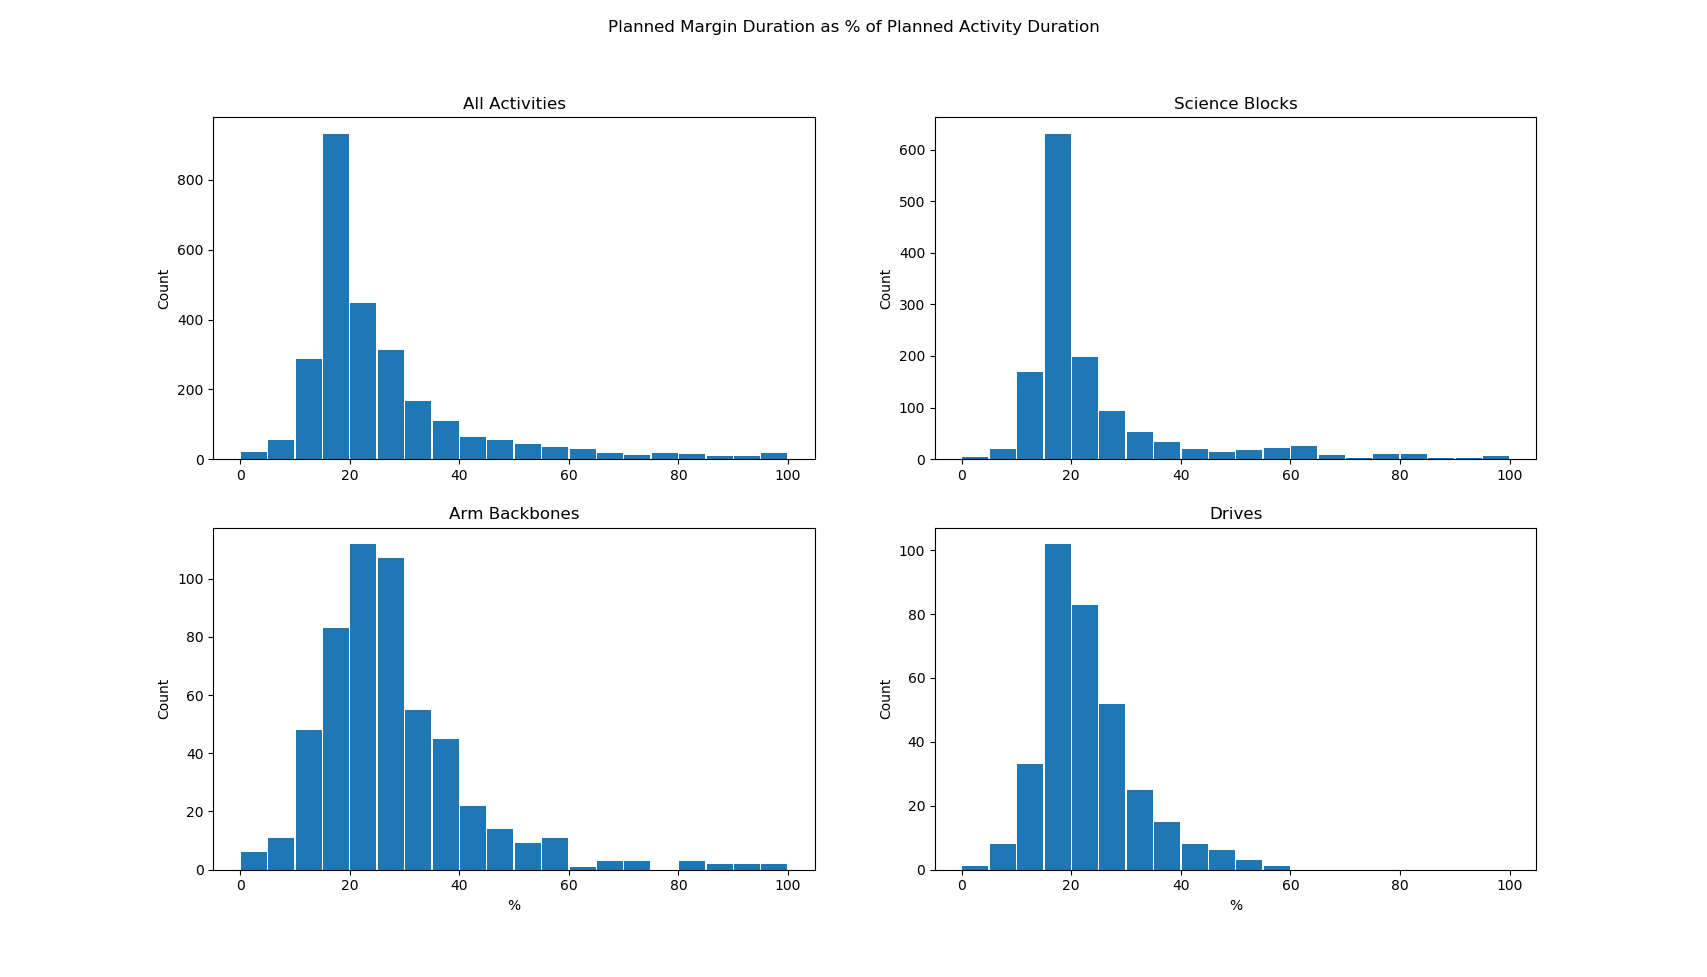 Planned Margin Duration as % of Planned Activity Duration
All Activities
Count
800
600
400
200
0
0 20 40 60 80 100
Science Blocks
Count
600
500
400
300
200
100
0
0 20 40 60 80 100
Arm Backbones
Count
100
80
60
40
20
0
0 20 40 60 80 100
%
Drives
Count
100
80
60
40
20
0
0 20 40 60 80 100
%